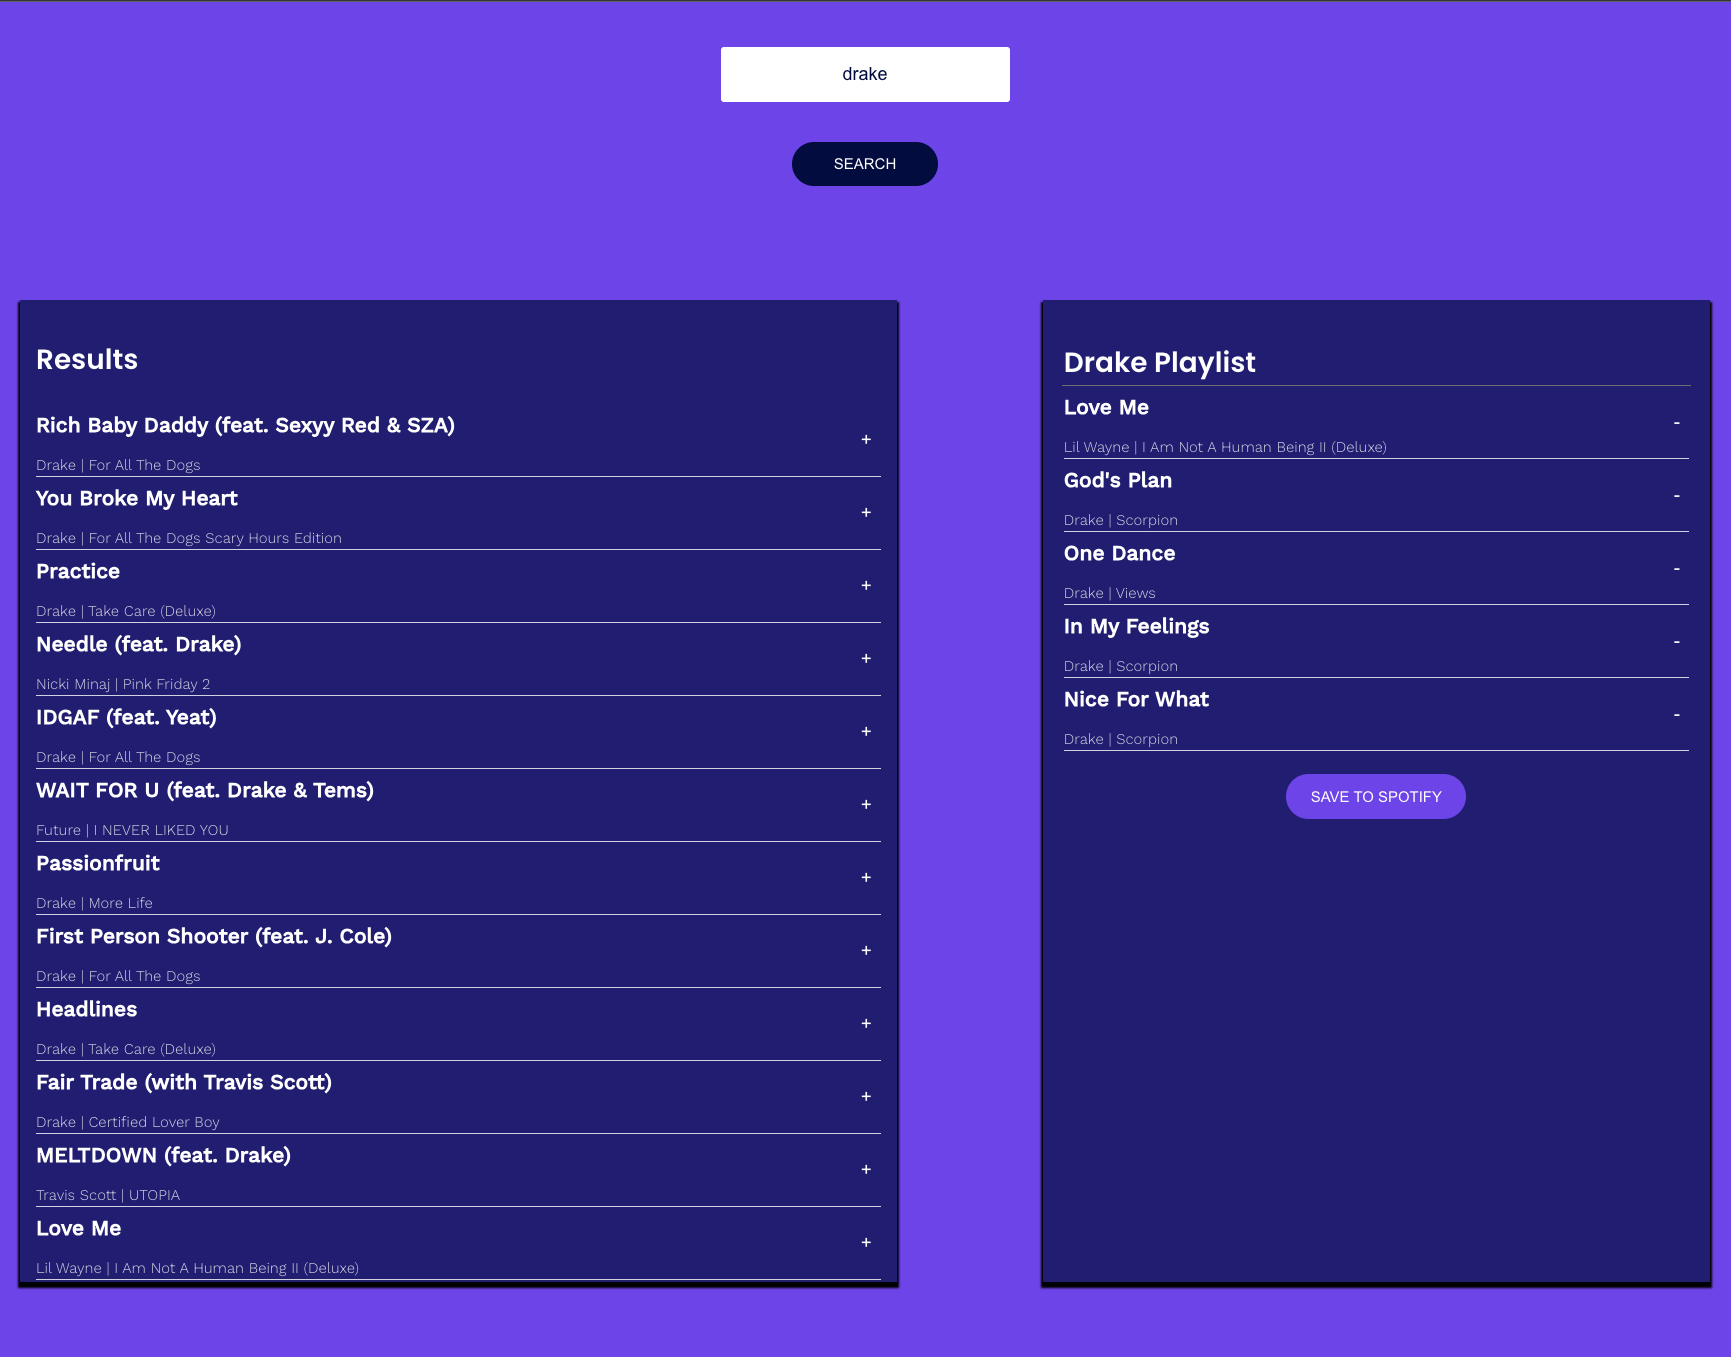 drake
SEARCH
Results
Rich Baby Daddy (feat. Sexyy Red & SZA)
+
Drake | For All The Dogs
You Broke My Heart
+
Drake | For All The Dogs Scary Hours Edition
Practice
+
Drake | Take Care (Deluxe)
Needle (feat. Drake)
+
Nicki Minaj | Pink Friday 2
IDGAF (feat. Yeat)
+
Drake | For All The Dogs
WAIT FOR U (feat. Drake & Tems)
+
Future | I NEVER LIKED YOU
Passionfruit
+
Drake | More Life
First Person Shooter (feat. J. Cole)
+
Drake | For All The Dogs
Headlines
+
Drake | Take Care (Deluxe)
Fair Trade (with Travis Scott)
+
Drake | Certified Lover Boy
MELTDOWN (feat. Drake)
+
Travis Scott | UTOPIA
Love Me
+
Lil Wayne | I Am Not A Human Being II (Deluxe)
Drake Playlist
Love Me
-
Lil Wayne | I Am Not A Human Being II (Deluxe)
God's Plan
-
Drake | Scorpion
One Dance
-
Drake | Views
In My Feelings
-
Drake | Scorpion
Nice For What
-
Drake | Scorpion
SAVE TO SPOTIFY